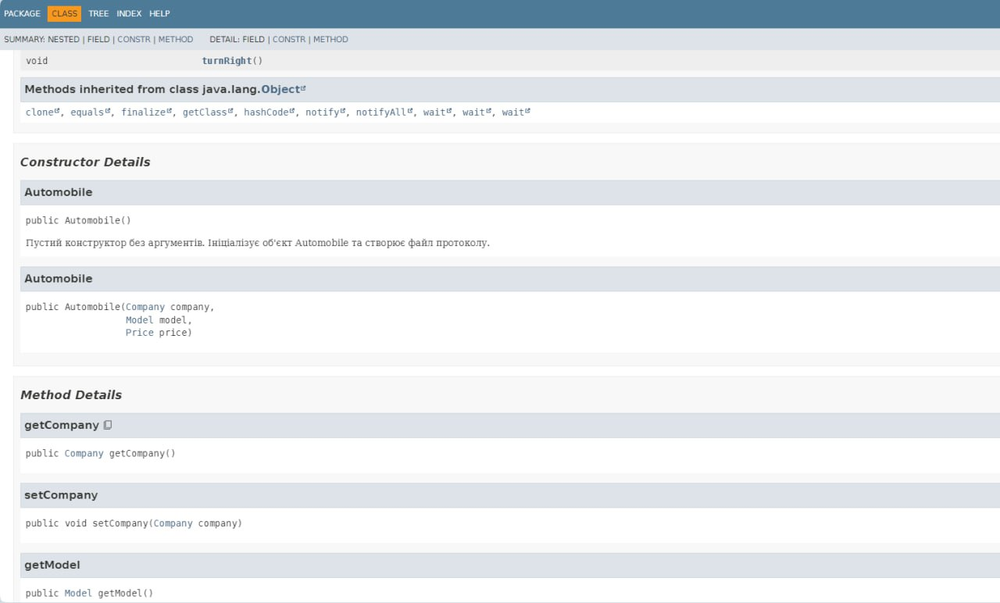 PACKAGE CLASS TREE INDEX HELP
SUMMARY: NESTED | FIELD | CONSTR | METHOD DETAIL: FIELD | CONSTR | METHOD
void turnRight()
Methods inherited from class java.lang.Object
clone, equals, finalize, getClass, hashCode, notify, notifyAll, wait, wait, wait
Constructor Details
Automobile
public Automobile()
Пустий конструктор без аргументів. Ініціалізує об'єкт Automobile та створює файл протоколу.
Automobile
public Automobile(Company company,
Model model,
Price price)
Method Details
getCompany
public Company getCompany()
setCompany
public void setCompany(Company company)
getModel
public Model getModel()